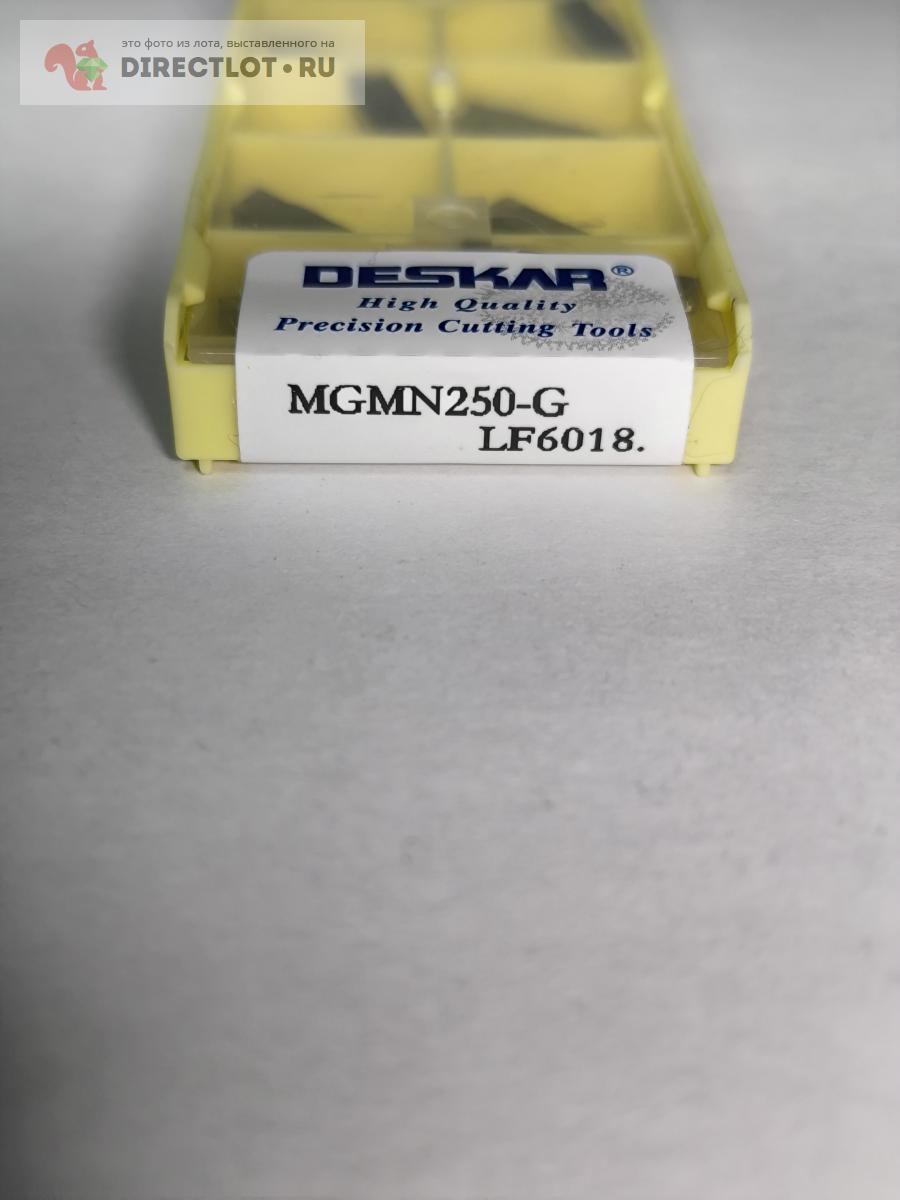 это фото из лота, выставленного на
DIRECTLOT•RU
DESKAR®
High Quality
Precision Cutting Tools
MGMN250-G
LF6018.